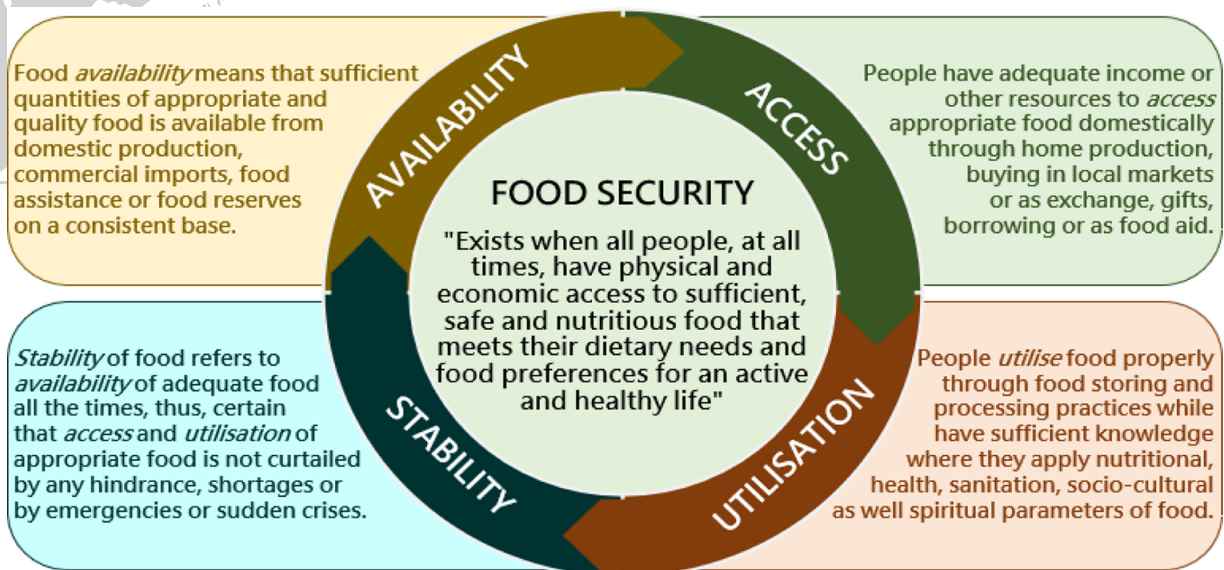 Food availability means that sufficient
quantities of appropriate and
quality food is available from
domestic production,
commercial imports, food
assistance or food reserves
on a consistent base.
AVAILABILITY
ACCESS
People have adequate income or
other resources to access
appropriate food domestically
through home production,
buying in local markets
or as exchange, gifts,
borrowing or as food aid.
FOOD SECURITY
"Exists when all people, at all
times, have physical and
economic access to sufficient,
safe and nutritious food that
meets their dietary needs and
food preferences for an active
and healthy life"
Stability of food refers to
availability of adequate food
all the times, thus, certain
that access and utilisation of
appropriate food is not curtailed
by any hindrance, shortages or
by emergencies or sudden crises.
STABILITY
UTILISATION
People utilise food properly
through food storing and
processing practices while
have sufficient knowledge
where they apply nutritional,
health, sanitation, socio-cultural
as well spiritual parameters of food.